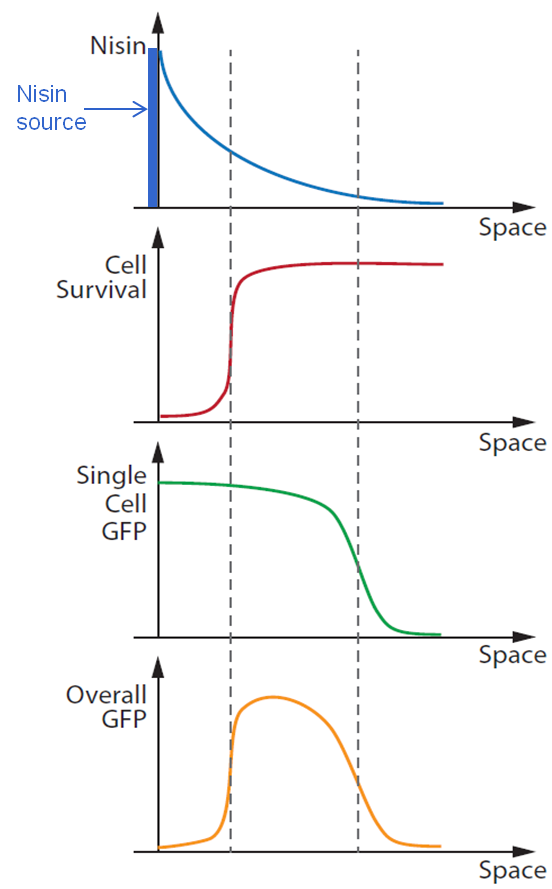 Nisin
Nisin
source
Space
Cell
Survival
Space
Single
Cell
GFP
Space
Overall
GFP
Space